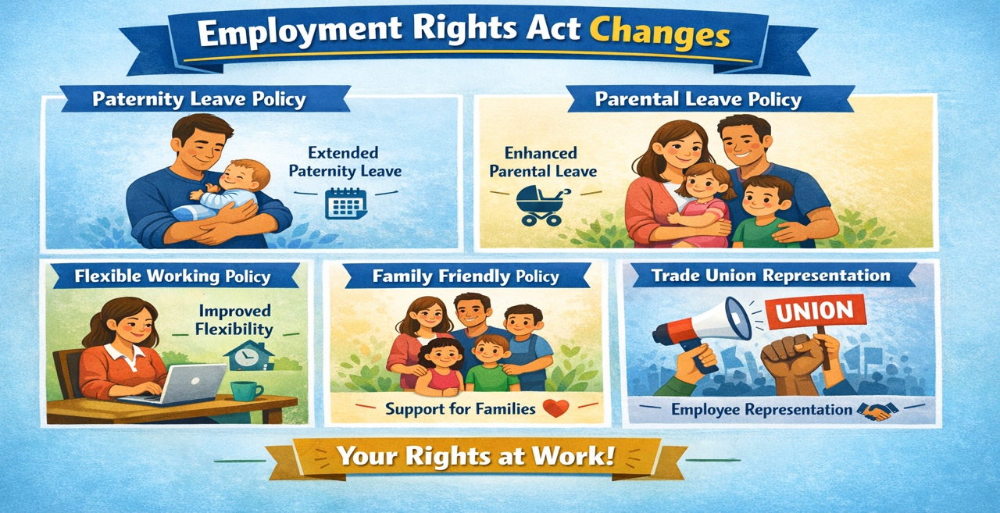 Employment Rights Act Changes
Paternity Leave Policy
Extended
Paternity Leave
Parental Leave Policy
Enhanced
Parental Leave
Flexible Working Policy
Improved
Flexibility
Family Friendly Policy
Support for Families
Trade Union Representation
UNION
Employee Representation
Your Rights at Work!